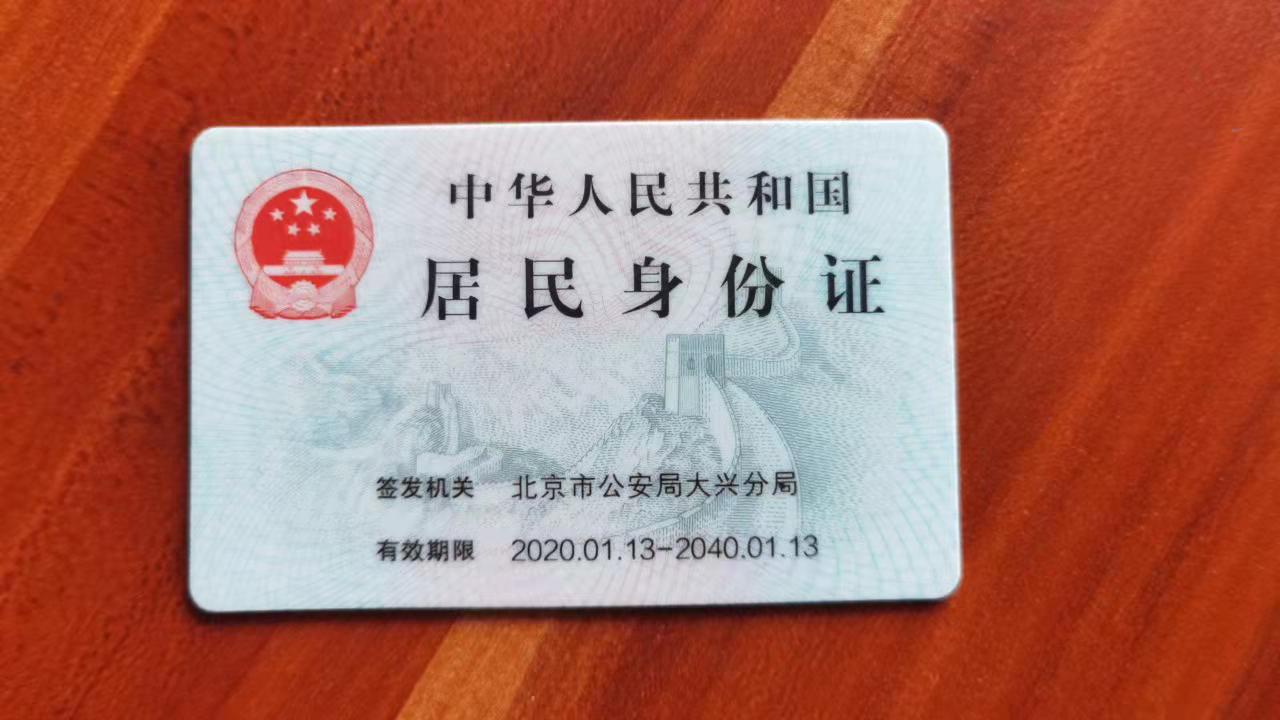 中华人民共和国
居民身份证
签发机关 北京市公安局大兴分局
有效期限 2020.01.13-2040.01.13